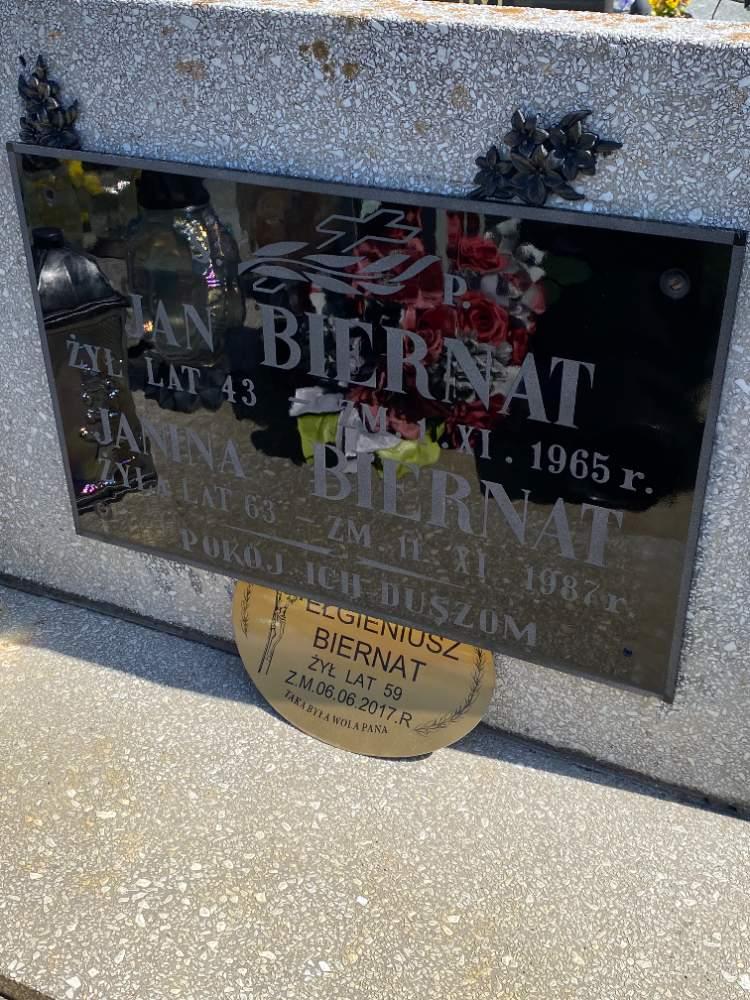 P.
JAN BIERNAT
ŻYŁ LAT 43 – ZM 1.XI. 1965 r.
JANINA BIERNAT
ŻYŁA LAT 63 – ZM 11 XI 1987 r
POKÓJ ICH DUSZOM
EŁGIENIUSZ
BIERNAT
ŻYŁ LAT 59
Z.M.06.06.2017.R
TAKA BYŁA WOLA PANA